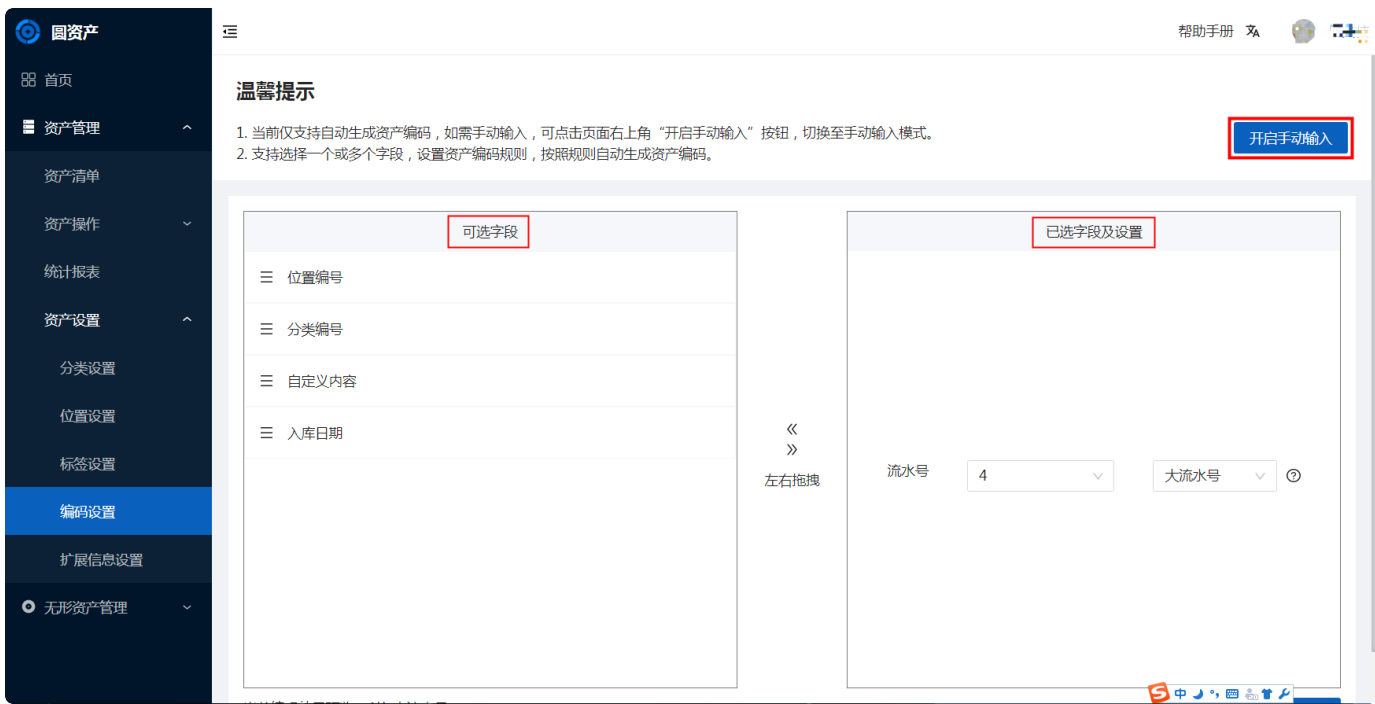 圆资产
帮助手册
首页
资产管理
资产清单
资产操作
统计报表
资产设置
分类设置
位置设置
标签设置
编码设置
扩展信息设置
无形资产管理
温馨提示
1. 当前仅支持自动生成资产编码，如需手动输入，可点击页面右上角“开启手动输入”按钮，切换至手动输入模式。
2. 支持选择一个或多个字段，设置资产编码规则，按照规则自动生成资产编码。
开启手动输入
可选字段
位置编号
分类编号
自定义内容
入库日期
左右拖拽
已选字段及设置
流水号 4 大流水号
中